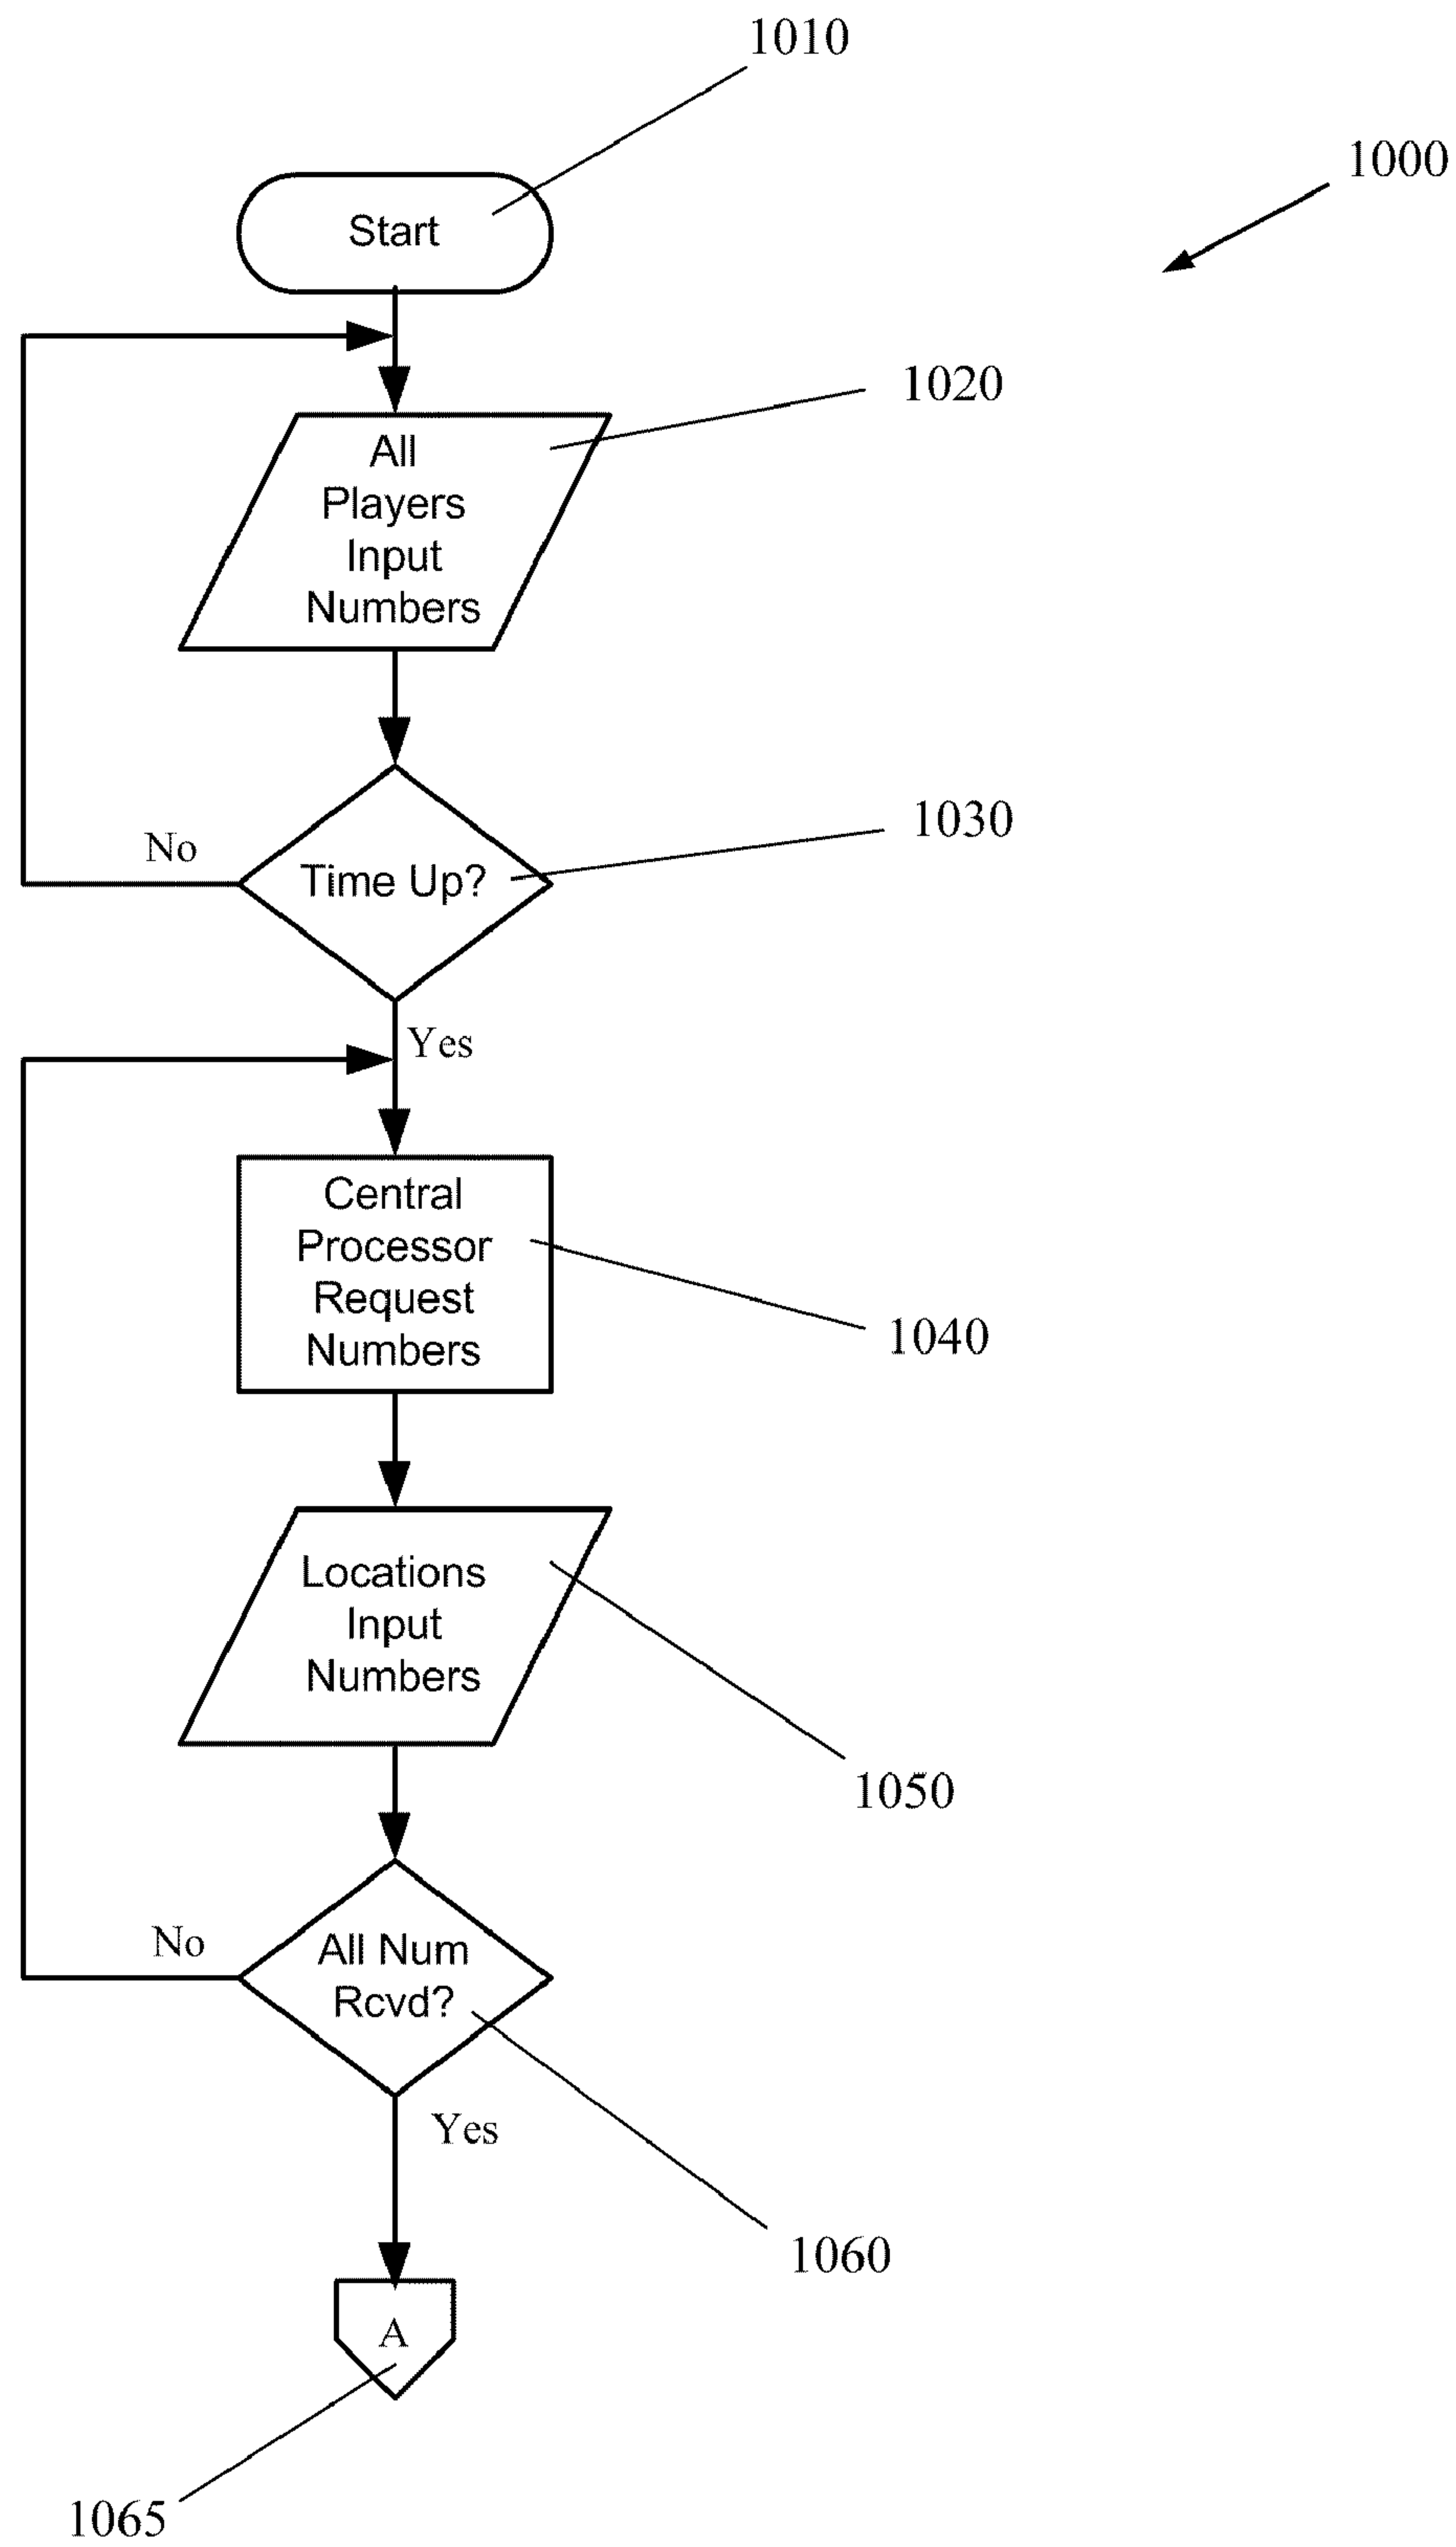 1010
1000
Start
1020
All
Players
Input
Numbers
1030
No
Time Up?
Yes
Central
Processor
Request
Numbers
1040
Locations
Input
Numbers
1050
No
All Num
Rcvd?
Yes
1060
A
1065